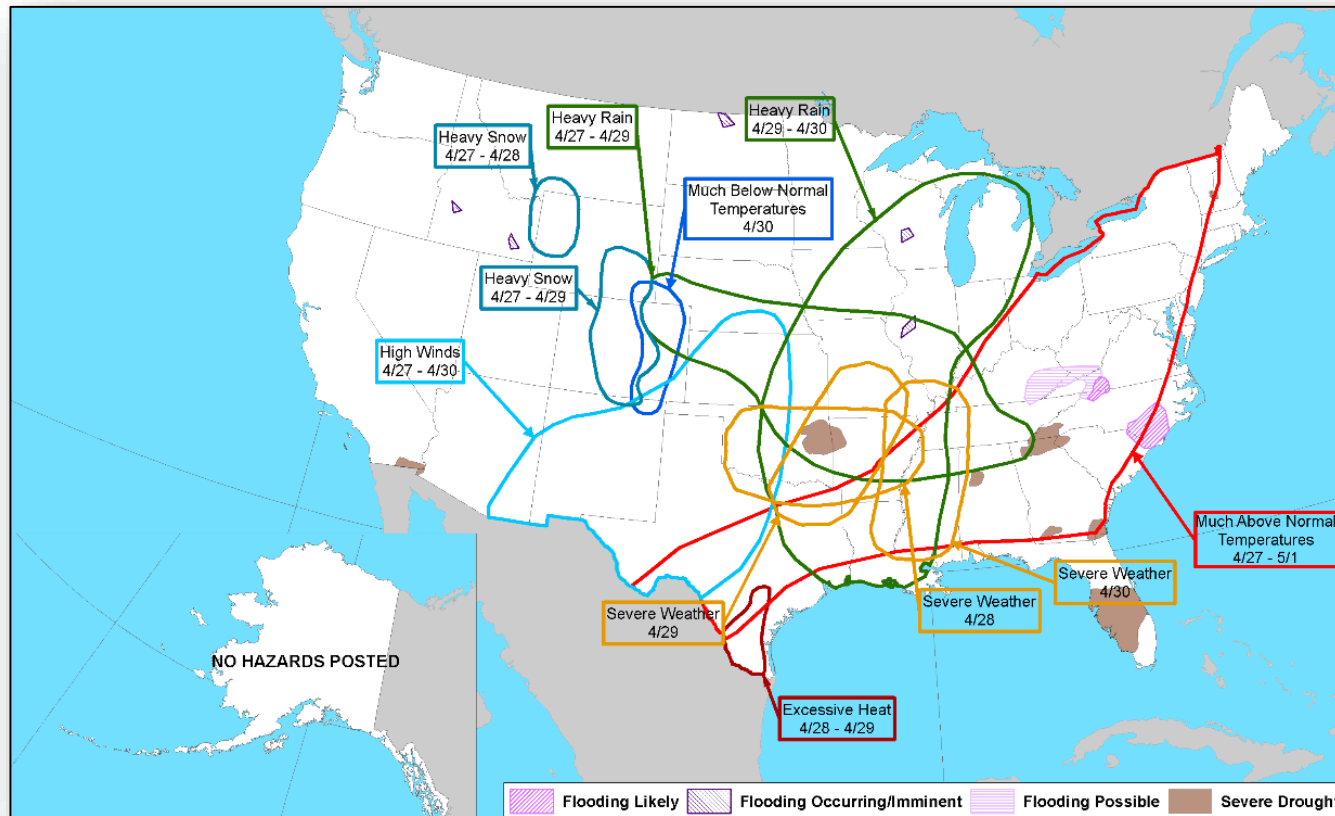 Heavy Rain
4/27 - 4/29
Heavy Rain
4/29 - 4/30
Heavy Snow
4/27 - 4/28
Much Below Normal
Temperatures
4/30
Heavy Snow
4/27 - 4/29
High Winds
4/27 - 4/30
Much Above Normal
Temperatures
4/27 - 5/1
Severe Weather
4/30
Severe Weather
4/28
Severe Weather
4/29
NO HAZARDS POSTED
Excessive Heat
4/28 - 4/29
Flooding Likely
Flooding Occurring/Imminent
Flooding Possible
Severe Drought